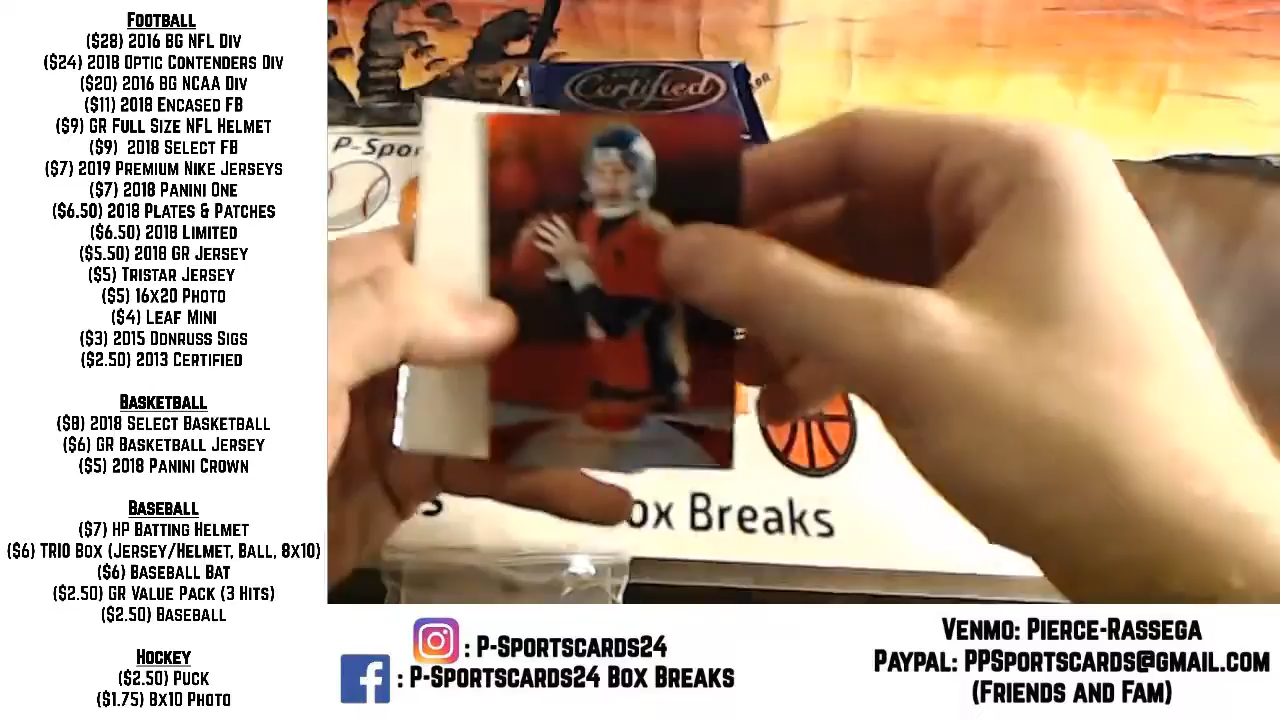 Football
($28) 2016 BG NFL Div
($24) 2018 Optic Contenders Div
($20) 2016 BG NCAA Div
($11) 2018 Encased FB
($9) GR Full Size NFL Helmet
($9) 2018 Select FB
($7) 2019 Premium Nike Jerseys
($7) 2018 Panini One
($6.50) 2018 Plates & Patches
($6.50) 2018 Limited
($5.50) 2018 GR Jersey
($5) Tristar Jersey
($5) 16x20 Photo
($4) Leaf Mini
($3) 2015 Donruss Sigs
($2.50) 2013 Certified
Basketball
($8) 2018 Select Basketball
($6) GR Basketball Jersey
($5) 2018 Panini Crown
Baseball
($7) HP Batting Helmet
($6) TRIO Box (Jersey/Helmet, Ball, 8x10)
($6) Baseball Bat
($2.50) GR Value Pack (3 Hits)
($2.50) Baseball
Hockey
($2.50) Puck
($1.75) 8x10 Photo
Certified
P-Spor
ox Breaks
: P-Sportscards24
: P-Sportscards24 Box Breaks
Venmo: Pierce-Rassega
PayPal: PPSportscards@gmail.com
(Friends and Fam)